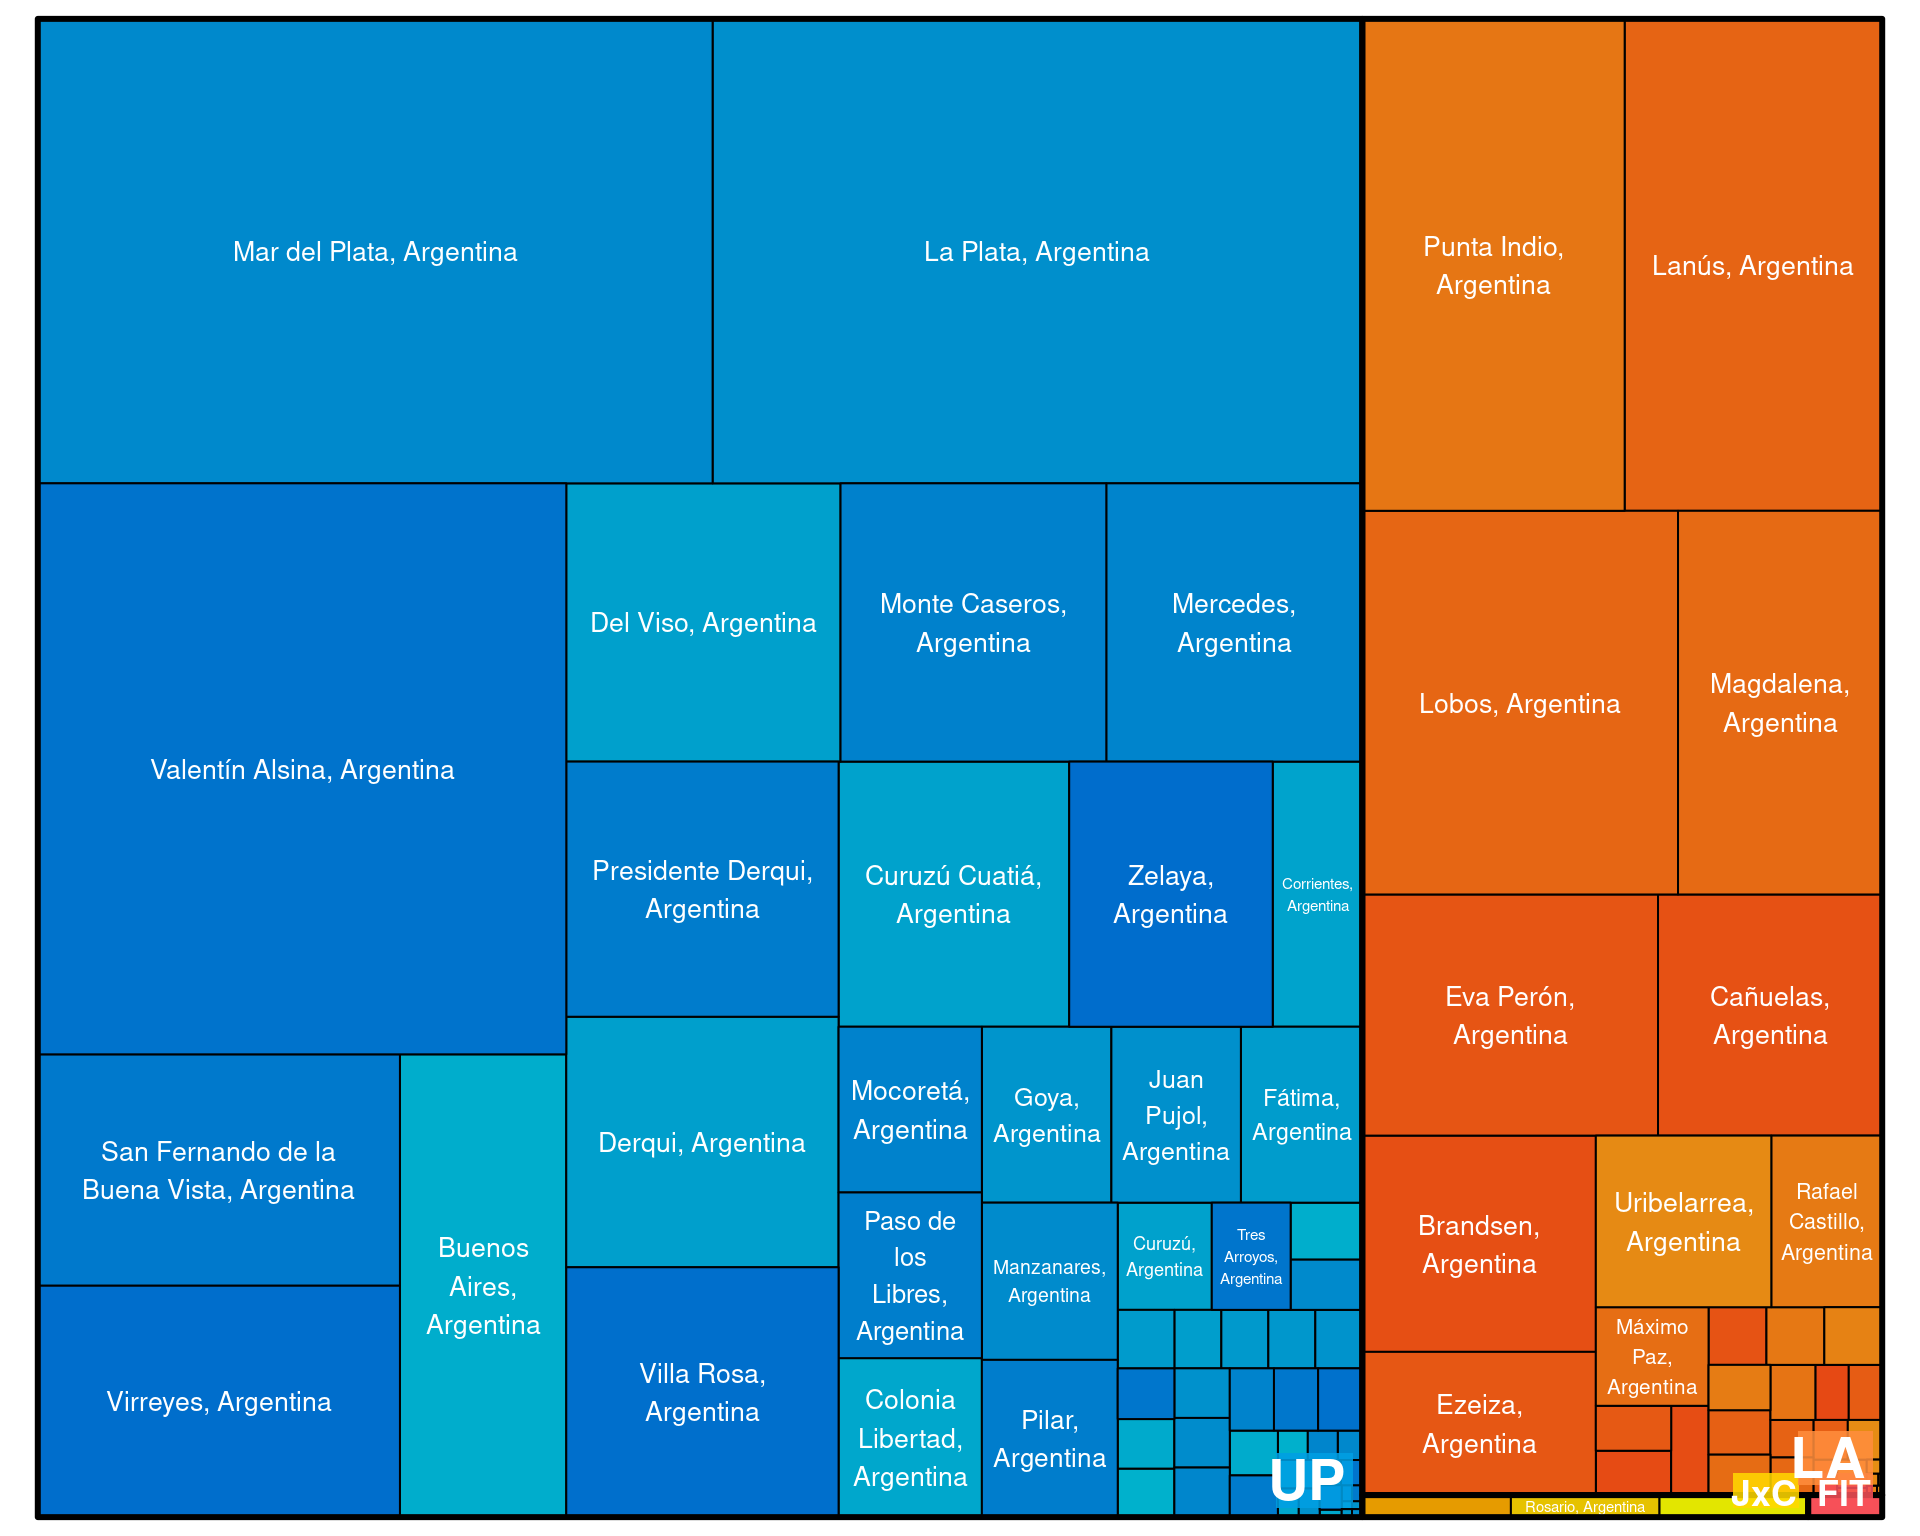 Mar del Plata, Argentina
La Plata, Argentina
Punta Indio,
Argentina
Lanús, Argentina
Valentín Alsina, Argentina
Del Viso, Argentina
Monte Caseros,
Argentina
Mercedes,
Argentina
Lobos, Argentina
Magdalena,
Argentina
Presidente Derqui,
Argentina
Curuzú Cuatiá,
Argentina
Zelaya,
Argentina
Corrientes,
Argentina
Eva Perón,
Argentina
Cañuelas,
Argentina
San Fernando de la
Buena Vista, Argentina
Virreyes, Argentina
Buenos
Aires,
Argentina
Derqui, Argentina
Villa Rosa,
Argentina
Mocoretá,
Argentina
Goya,
Argentina
Juan
Pujol,
Argentina
Fátima,
Argentina
Paso de
los
Libres,
Argentina
Manzanares,
Argentina
Curuzú,
Argentina
Tres
Arroyos,
Argentina
Colonia
Libertad,
Argentina
Pilar,
Argentina
UP
Brandsen,
Argentina
Uribelarrea,
Argentina
Rafael
Castillo,
Argentina
Máximo
Paz,
Argentina
Ezeiza,
Argentina
LA
JxC
FIT
Rosario, Argentina